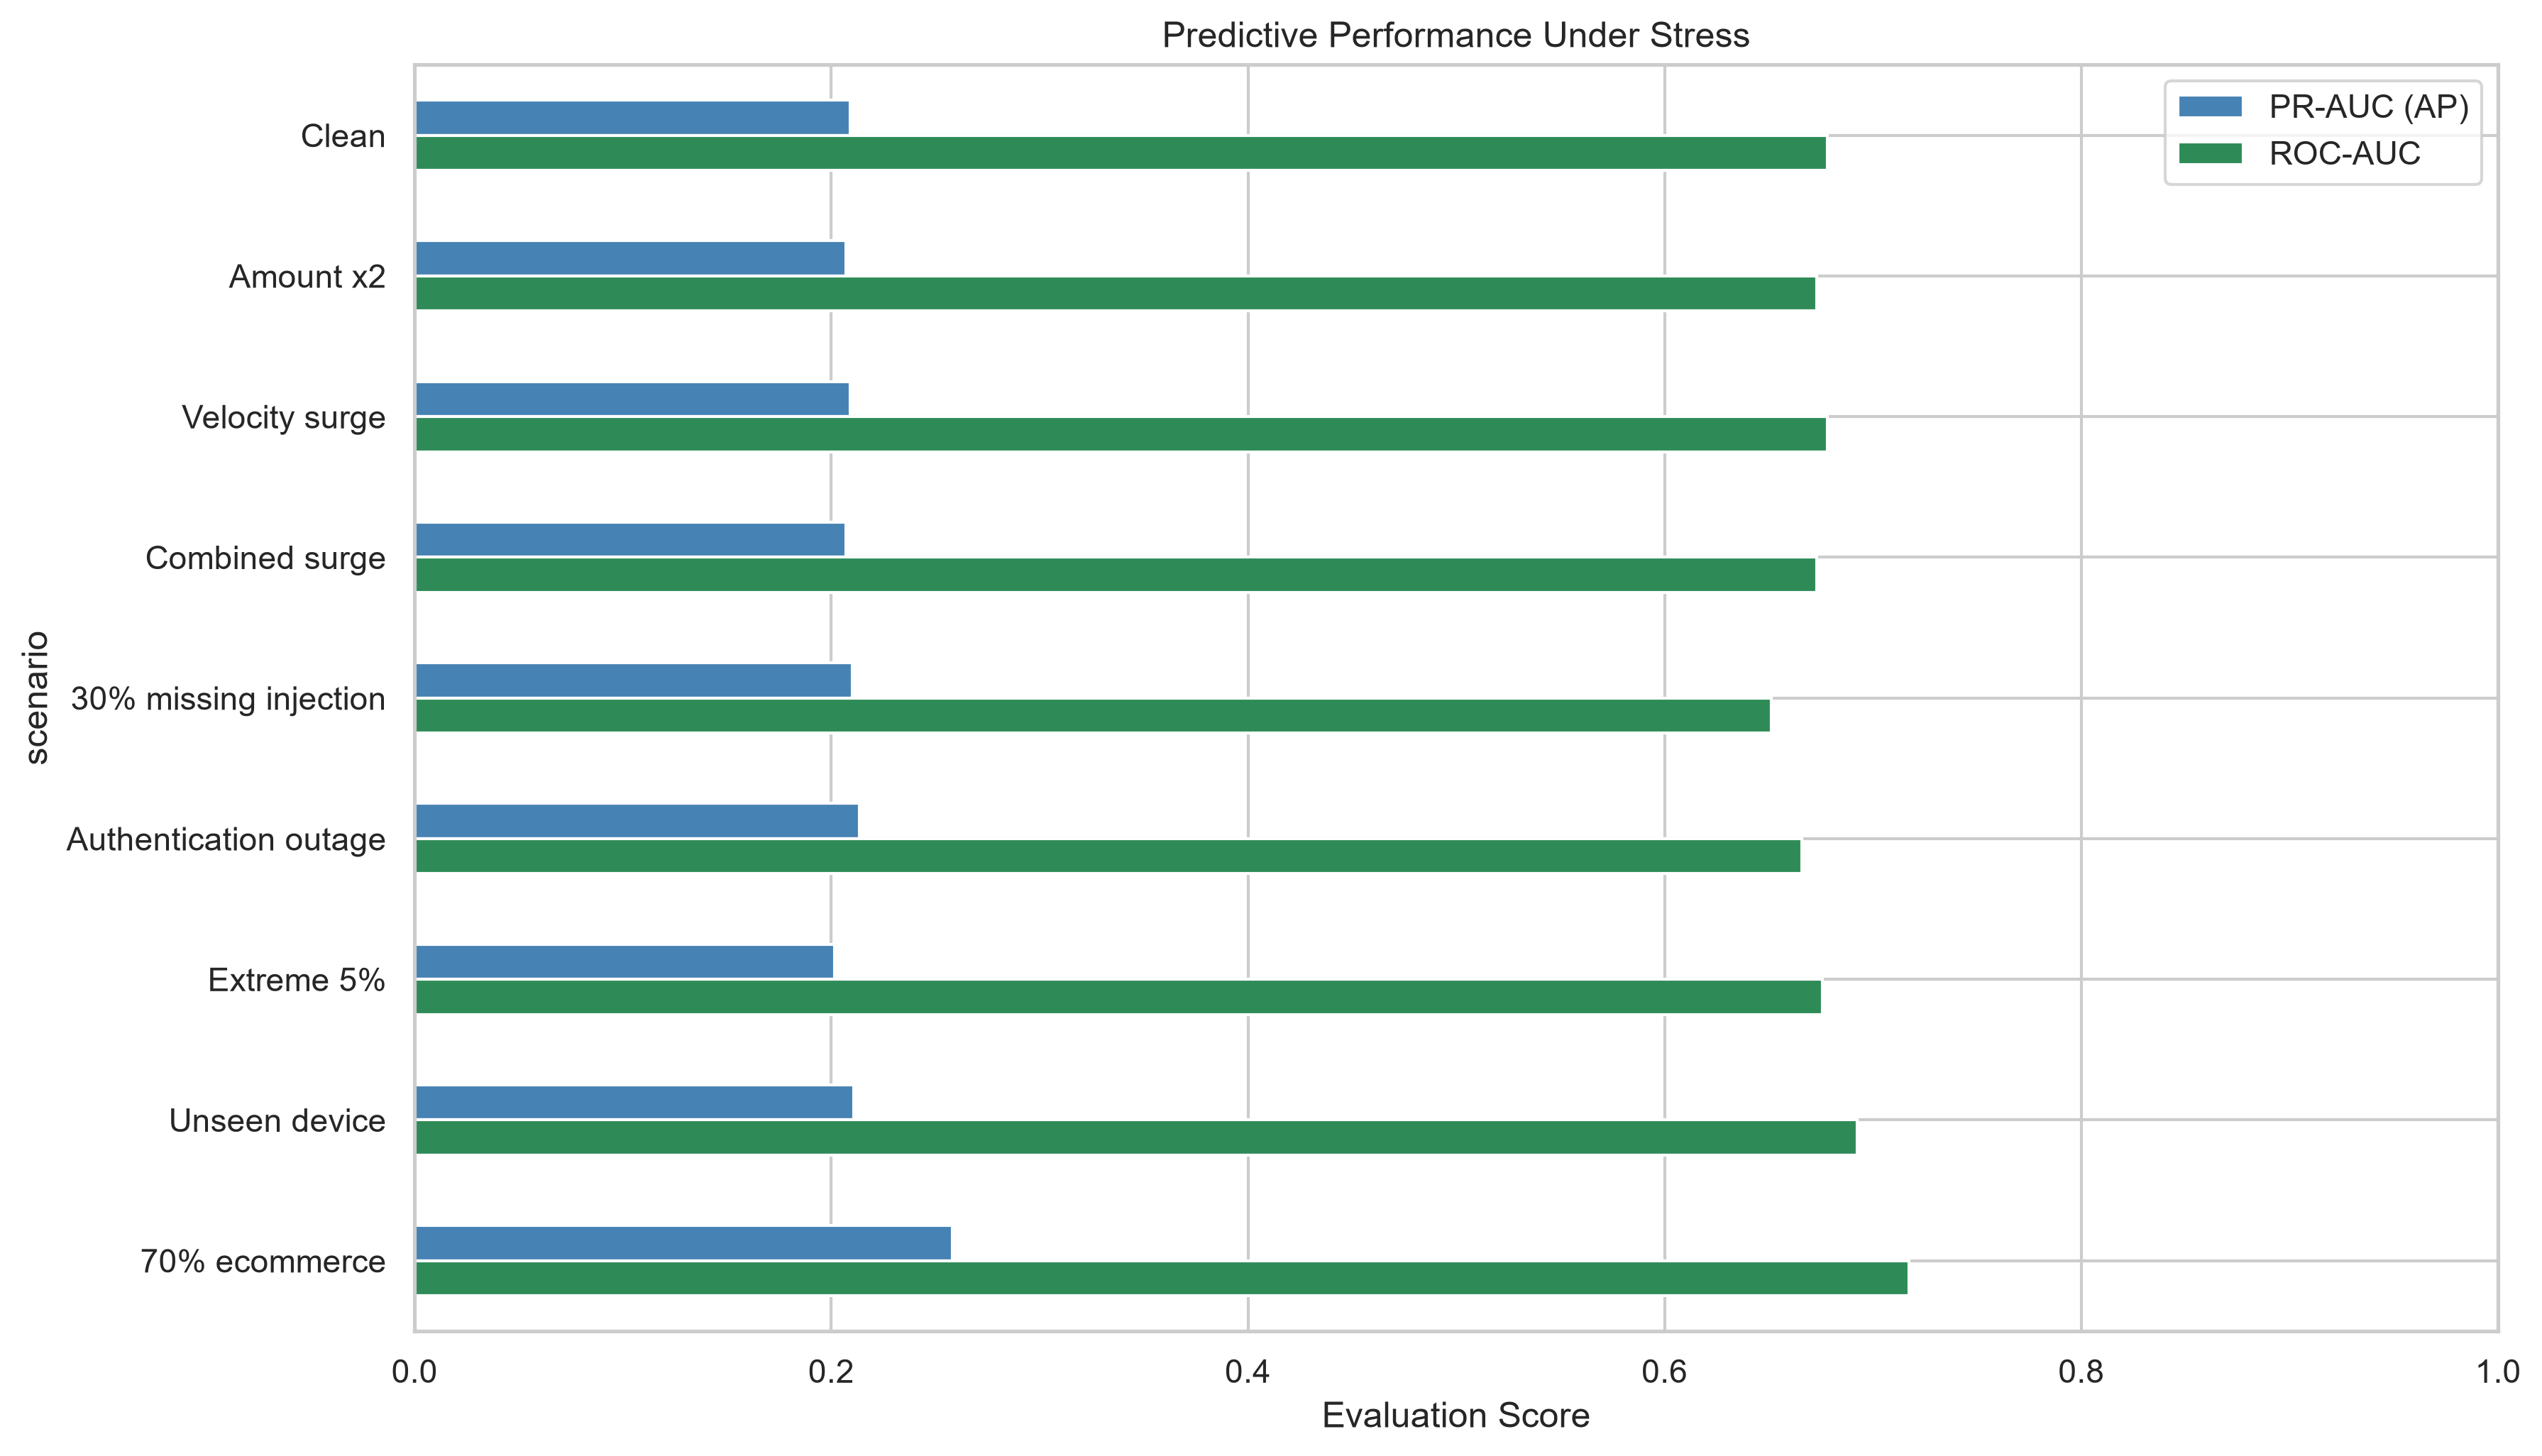 Predictive Performance Under Stress
PR-AUC (AP)
ROC-AUC
scenario
Clean
Amount x2
Velocity surge
Combined surge
30% missing injection
Authentication outage
Extreme 5%
Unseen device
70% ecommerce
0.0 0.2 0.4 0.6 0.8 1.0
Evaluation Score